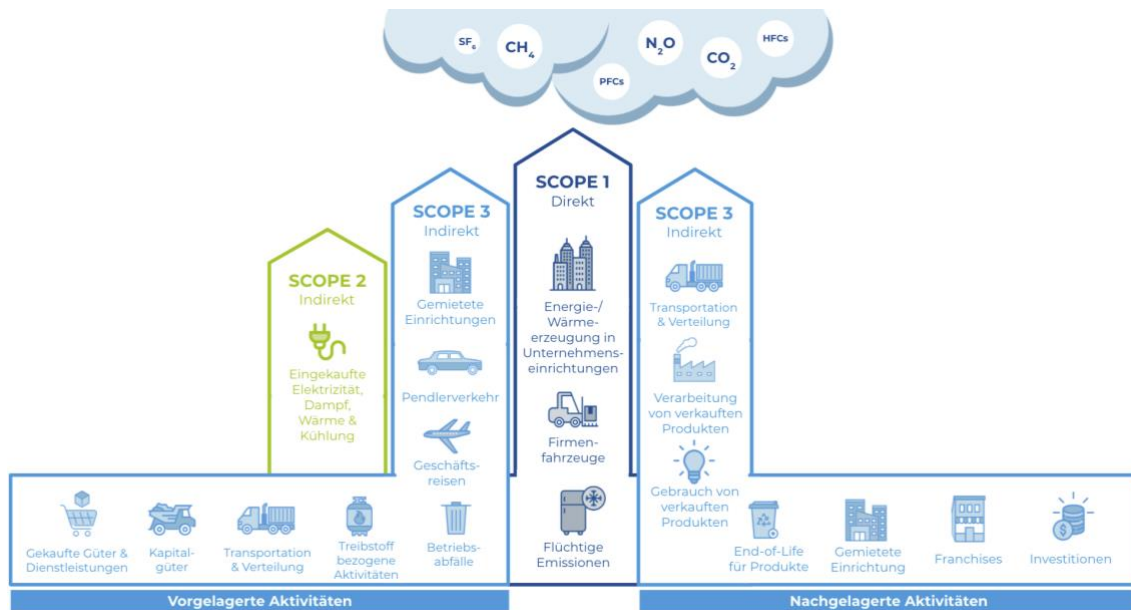 SF₆
CH₄
N₂O
CO₂
HFCs
PFCs
SCOPE 2
Indirekt
Eingekaufte
Elektrizität,
Dampf,
Wärme &
Kühlung
SCOPE 3
Indirekt
Gemietete
Einrichtungen
Pendlerverkehr
Geschäfts-
reisen
SCOPE 1
Direkt
Energie-/
Wärme-
erzeugung in
Unternehmens-
einrichtungen
Firmen-
fahrzeuge
Flüchtige
Emissionen
SCOPE 3
Indirekt
Transportation
& Verteilung
Verarbeitung
von verkauften
Produkten
Gebrauch von
verkauften
Produkten
Gekaufte Güter &
Dienstleistungen
Kapital-
güter
Transportation
& Verteilung
Treibstoff
bezogene
Aktivitäten
Betriebs-
abfälle
End-of-Life
für Produkte
Gemietete
Einrichtung
Franchises
Investitionen
Vorgelagerte Aktivitäten
Nachgelagerte Aktivitäten